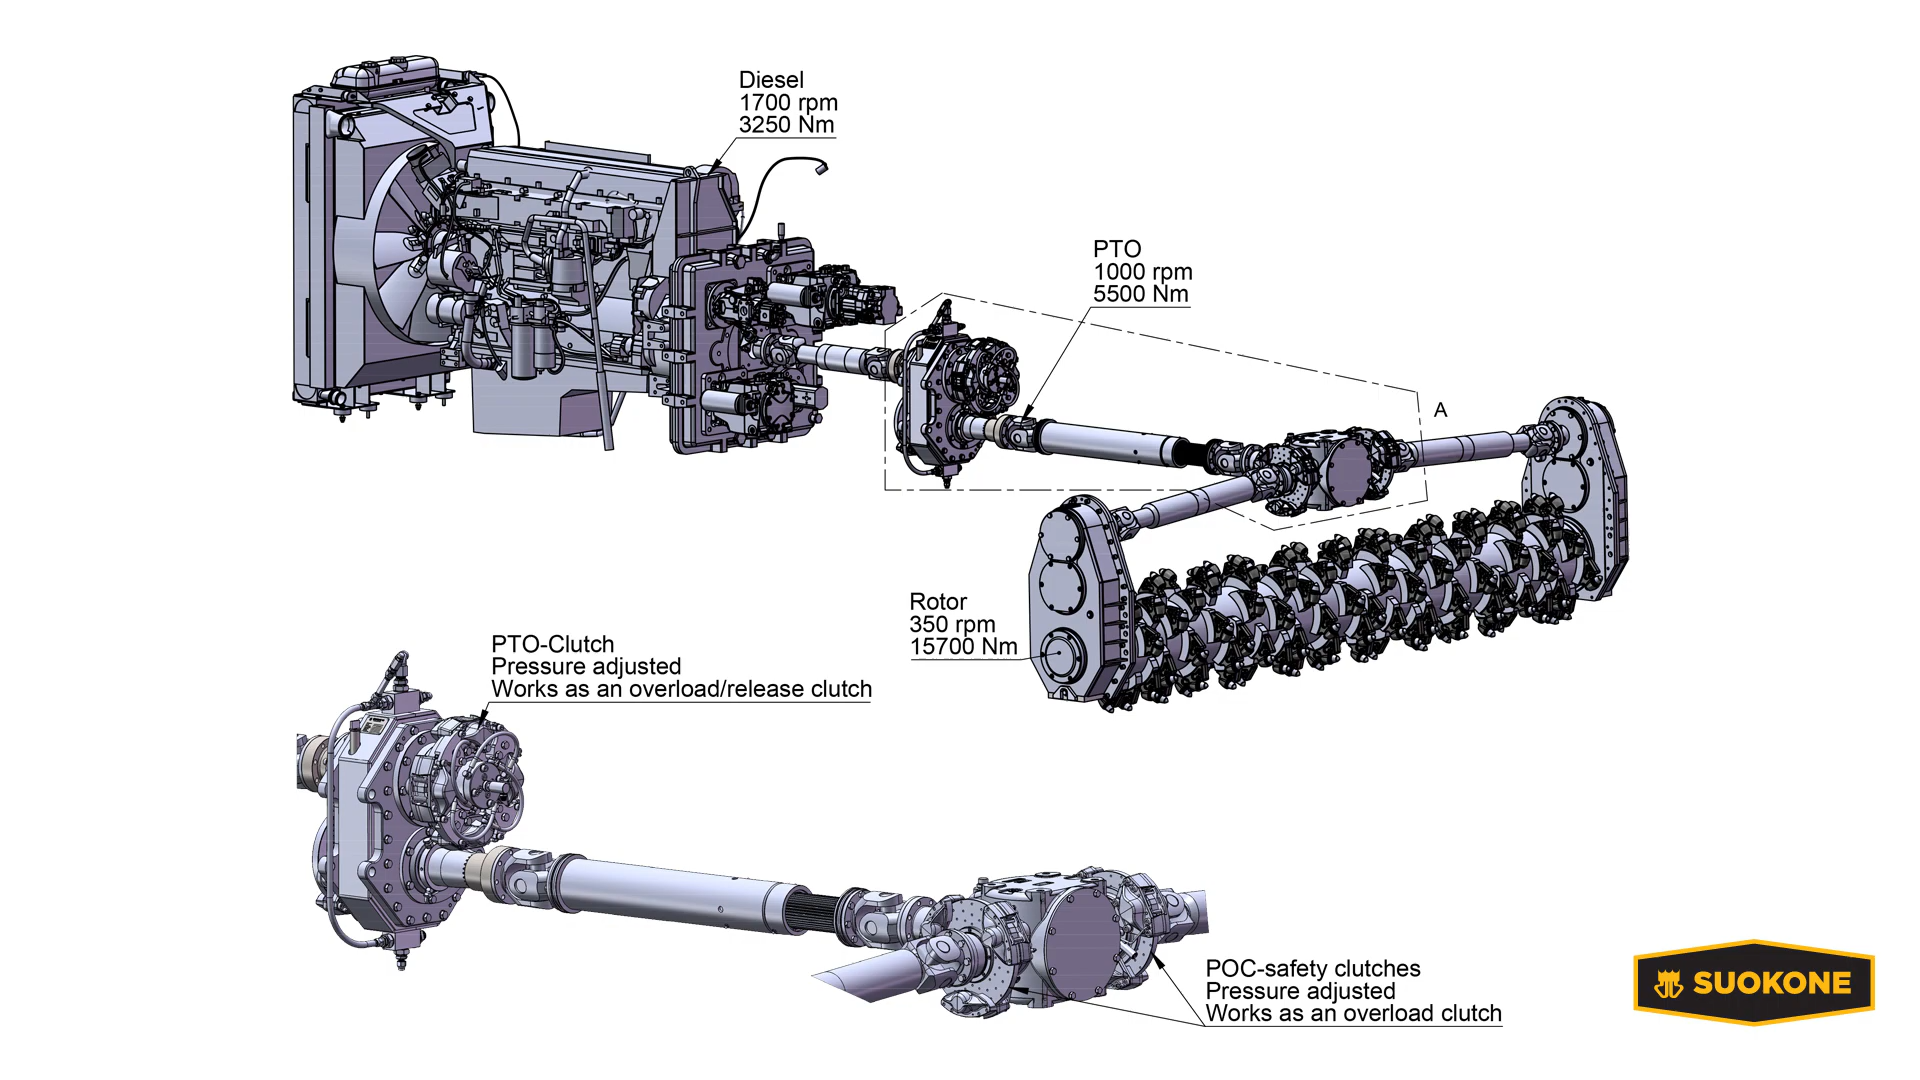 Diesel
1700 rpm
3250 Nm
PTO
1000 rpm
5500 Nm
A
Rotor
350 rpm
15700 Nm
PTO-Clutch
Pressure adjusted
Works as an overload/release clutch
POC-safety clutches
Pressure adjusted
Works as an overload clutch
SUOKONE